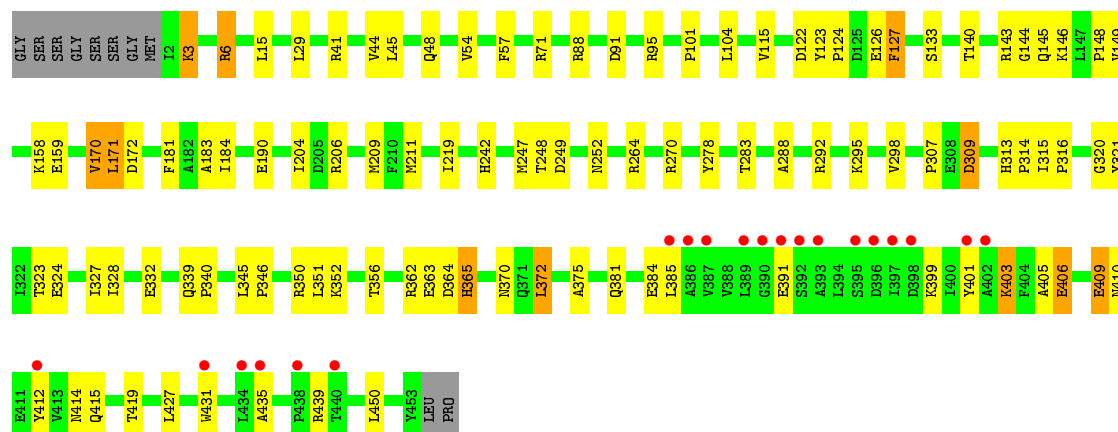 GLY SER SER GLY SER SER GLY MET I2 K3 R6 L15 L29 R41 V44 L45 Q48 V54 F57 R71 R88 D91 R95 P101 L104 V115 D122 Y123 P124 D125 E126 F127 S133 T140 R143 G144 Q145 K146 L147 P148 V149
K158 E159 V170 L171 D172 F181 A182 A183 I184 E190 I204 D205 R206 M209 F210 M211 I219 H242 M247 T248 D249 N252 R264 R270 Y278 T283 A288 R292 K295 V298 P307 E308 D309 H313 P314 I315 P316 G320 Y321
I322 T323 E324 I327 I328 E332 Q339 P340 L345 P346 R350 L351 K352 T356 R362 E363 D364 H365 N370 Q371 L372 A375 Q381 E384 L385 A386 V387 V388 L389 G390 E391 S392 A393 L394 S395 D396 I397 D398 K399 I400 Y401 A402 K403 F404 A405 E406 E409 N410
E411 Y412 V413 N414 Q415 T419 L427 W431 L434 A435 P438 R439 T440 L450 Y453 LEU PRO